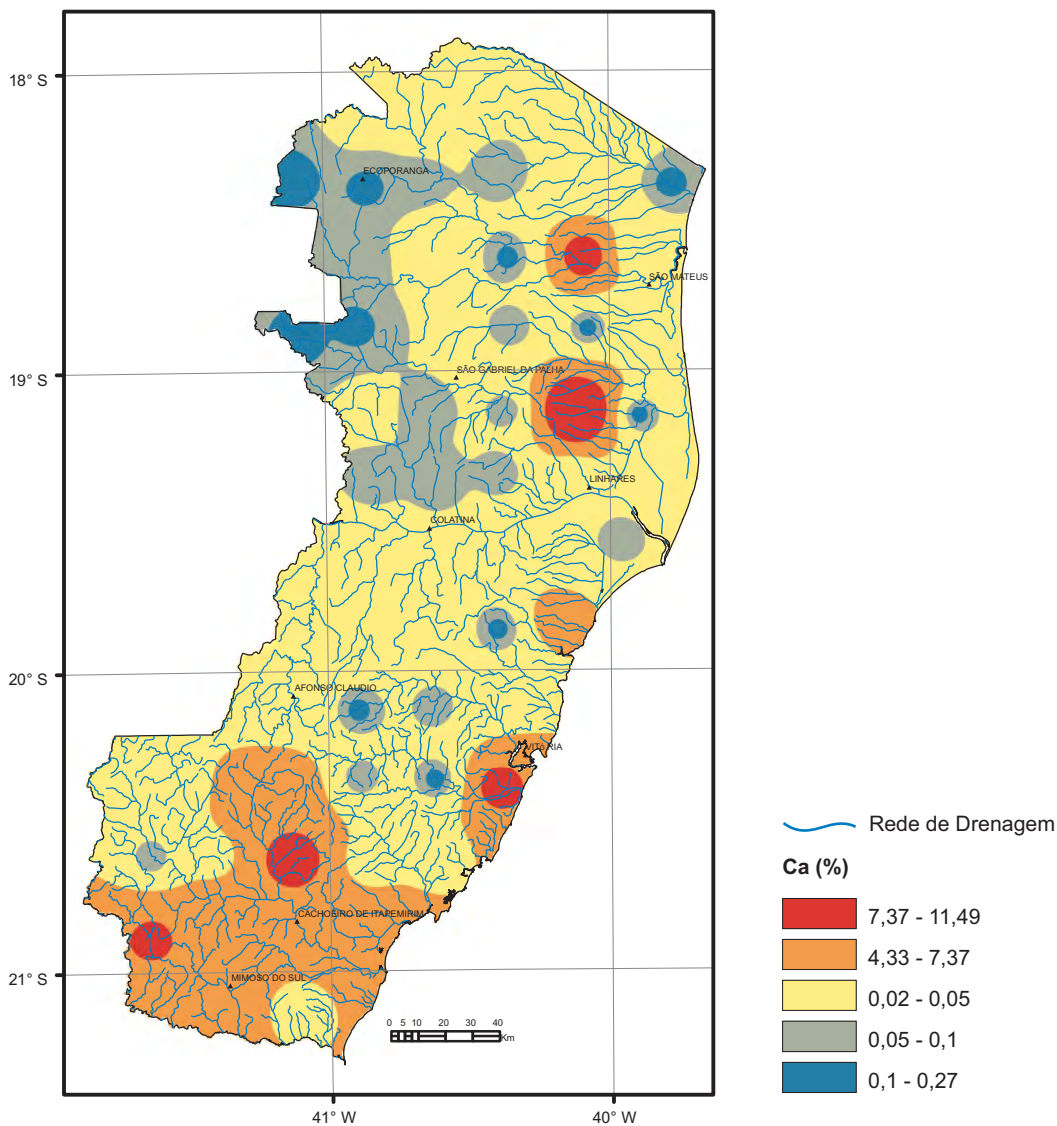 18° S
ECOPORANGA
SÃO MATEUS
19° S
SÃO GABRIEL DA PALHA
LINHARES
COLATINA
20° S
AFONSO CLAUDIO
VITóRIA
CACHOEIRO DE ITAPEMIRIM
21° S
MIMOSO DO SUL
0 5 10 20 30 40
Km
41° W 40° W
Rede de Drenagem
Ca (%)
7,37 - 11,49
4,33 - 7,37
0,02 - 0,05
0,05 - 0,1
0,1 - 0,27